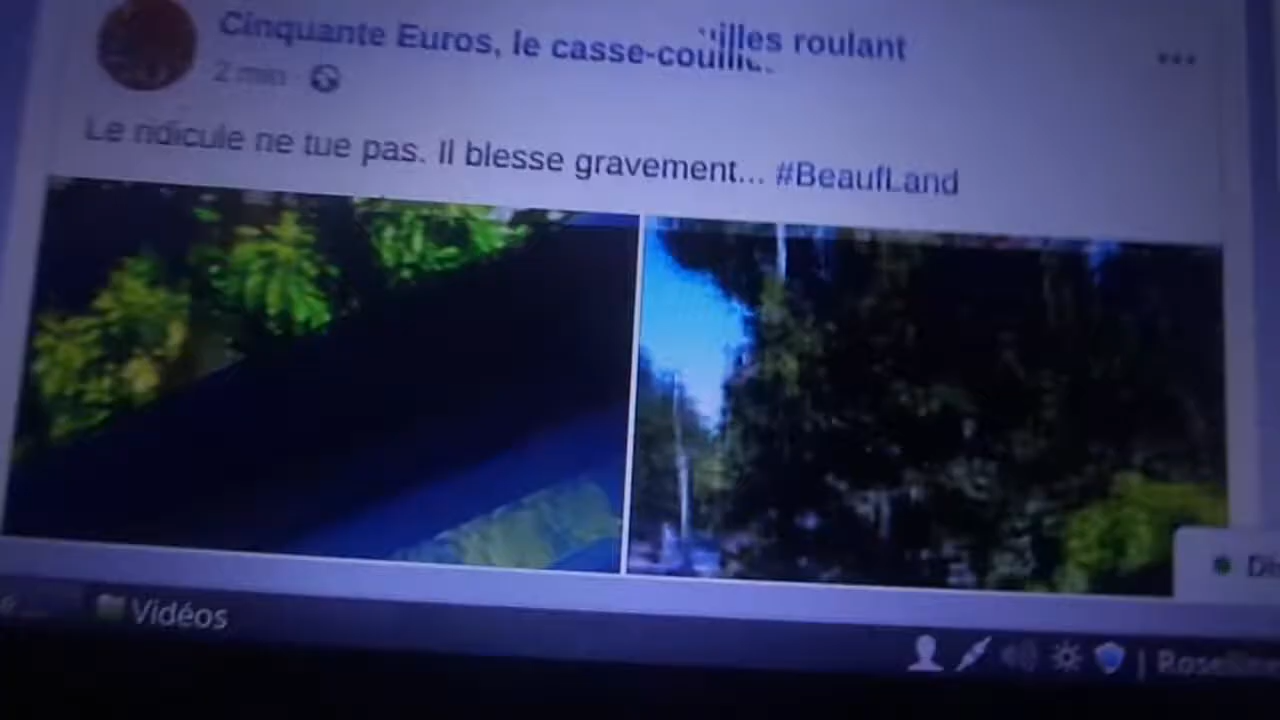 Cinquante Euros, le casse-couilles roulant
2 min
Le ridicule ne tue pas. Il blesse gravement... #BeaufLand
Vidéos